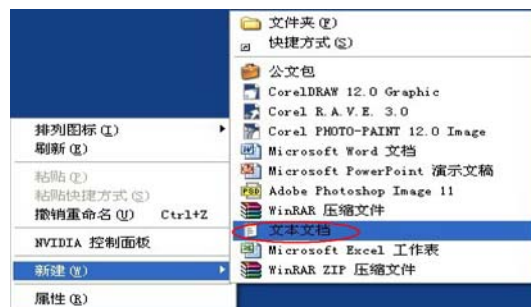 文件夹(F)
快捷方式(S)
公文包
CorelDRAW 12.0 Graphic
Corel R.A.V.E. 3.0
Corel PHOTO-PAINT 12.0 Image
Microsoft Word 文档
Microsoft PowerPoint 演示文稿
Adobe Photoshop Image 11
WinRAR 压缩文件
文本文档
Microsoft Excel 工作表
WinRAR ZIP 压缩文件
排列图标(I)
刷新(E)
粘贴(P)
粘贴快捷方式(S)
撤销重命名(U) Ctrl+Z
NVIDIA 控制面板
新建(W)
属性(R)